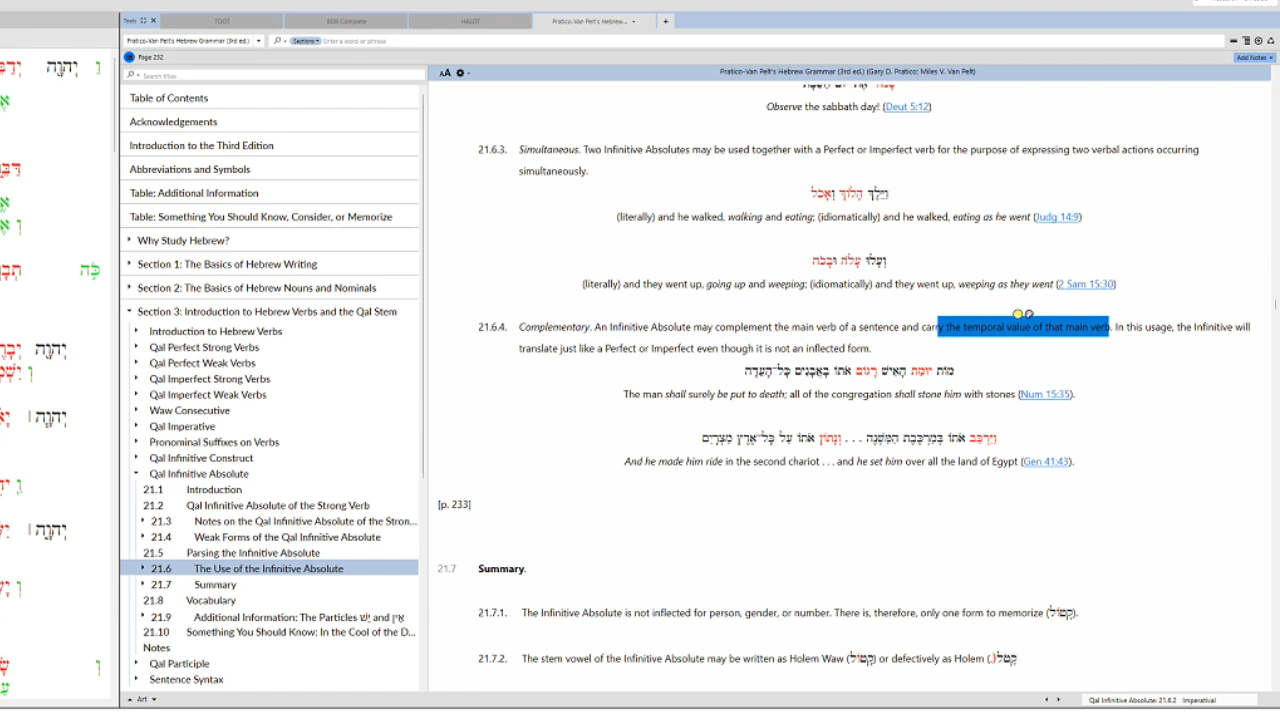 Texts
TDOT
BDB Complete
HALOT
Pratico-Van Pelt's Hebrew...
+
Pratico-Van Pelt's Hebrew Grammar (3rd ed.)
Sections
Enter a word or phrase
Page 232
Add Notes
Search titles
AA
Pratico-Van Pelt's Hebrew Grammar (3rd ed.) (Gary D. Pratico; Miles V. Van Pelt)
Table of Contents
Acknowledgements
Introduction to the Third Edition
Abbreviations and Symbols
Table: Additional Information
Table: Something You Should Know, Consider, or Memorize
Why Study Hebrew?
Section 1: The Basics of Hebrew Writing
Section 2: The Basics of Hebrew Nouns and Nominals
Section 3: Introduction to Hebrew Verbs and the Qal Stem
Introduction to Hebrew Verbs
Qal Perfect Strong Verbs
Qal Perfect Weak Verbs
Qal Imperfect Strong Verbs
Qal Imperfect Weak Verbs
Waw Consecutive
Qal Imperative
Pronominal Suffixes on Verbs
Qal Infinitive Construct
Qal Infinitive Absolute
21.1 Introduction
21.2 Qal Infinitive Absolute of the Strong Verb
21.3 Notes on the Qal Infinitive Absolute of the Stron...
21.4 Weak Forms of the Qal Infinitive Absolute
21.5 Parsing the Infinitive Absolute
21.6 The Use of the Infinitive Absolute
21.7 Summary
21.8 Vocabulary
21.9 Additional Information: The Particles יֵשׁ and אַיִן
21.10 Something You Should Know: In the Cool of the D...
Notes
Qal Participle
Sentence Syntax
Art
Observe the sabbath day! (Deut 5:12)
21.6.3. Simultaneous. Two Infinitive Absolutes may be used together with a Perfect or Imperfect verb for the purpose of expressing two verbal actions occurring
simultaneously.
וַיֵּלֶךְ הָלוֹךְ וְאָכֹל
(literally) and he walked, walking and eating; (idiomatically) and he walked, eating as he went (Judg 14:9)
וְעָלוּ עָלֹה וּבָכֹה
(literally) and they went up, going up and weeping; (idiomatically) and they went up, weeping as they went (2 Sam 15:30)
21.6.4. Complementary. An Infinitive Absolute may complement the main verb of a sentence and carry the temporal value of that main verb. In this usage, the Infinitive will
translate just like a Perfect or Imperfect even though it is not an inflected form.
מוֹת יוּמַת הָאִישׁ רָגוֹם אֹתוֹ בָאֲבָנִים כָּל־הָעֵדָה
The man shall surely be put to death; all of the congregation shall stone him with stones (Num 15:35).
וַיַּרְכֵּב אֹתוֹ בְּמִרְכֶּבֶת הַמִּשְׁנֶה . . . וְנָתוֹן אֹתוֹ עַל כָּל־אֶרֶץ מִצְרָיִם
And he made him ride in the second chariot . . . and he set him over all the land of Egypt (Gen 41:43).
[p. 233]
21.7 Summary.
21.7.1. The Infinitive Absolute is not inflected for person, gender, or number. There is, therefore, only one form to memorize (קָטוֹל).
21.7.2. The stem vowel of the Infinitive Absolute may be written as Holem Waw (קָטוֹל) or defectively as Holem (קָטֹל).
Qal Infinitive Absolute: 21.6.2 Imperatival
יְהוָה
כֹּה
יְהוָה
יְהוָה
יְהוָה